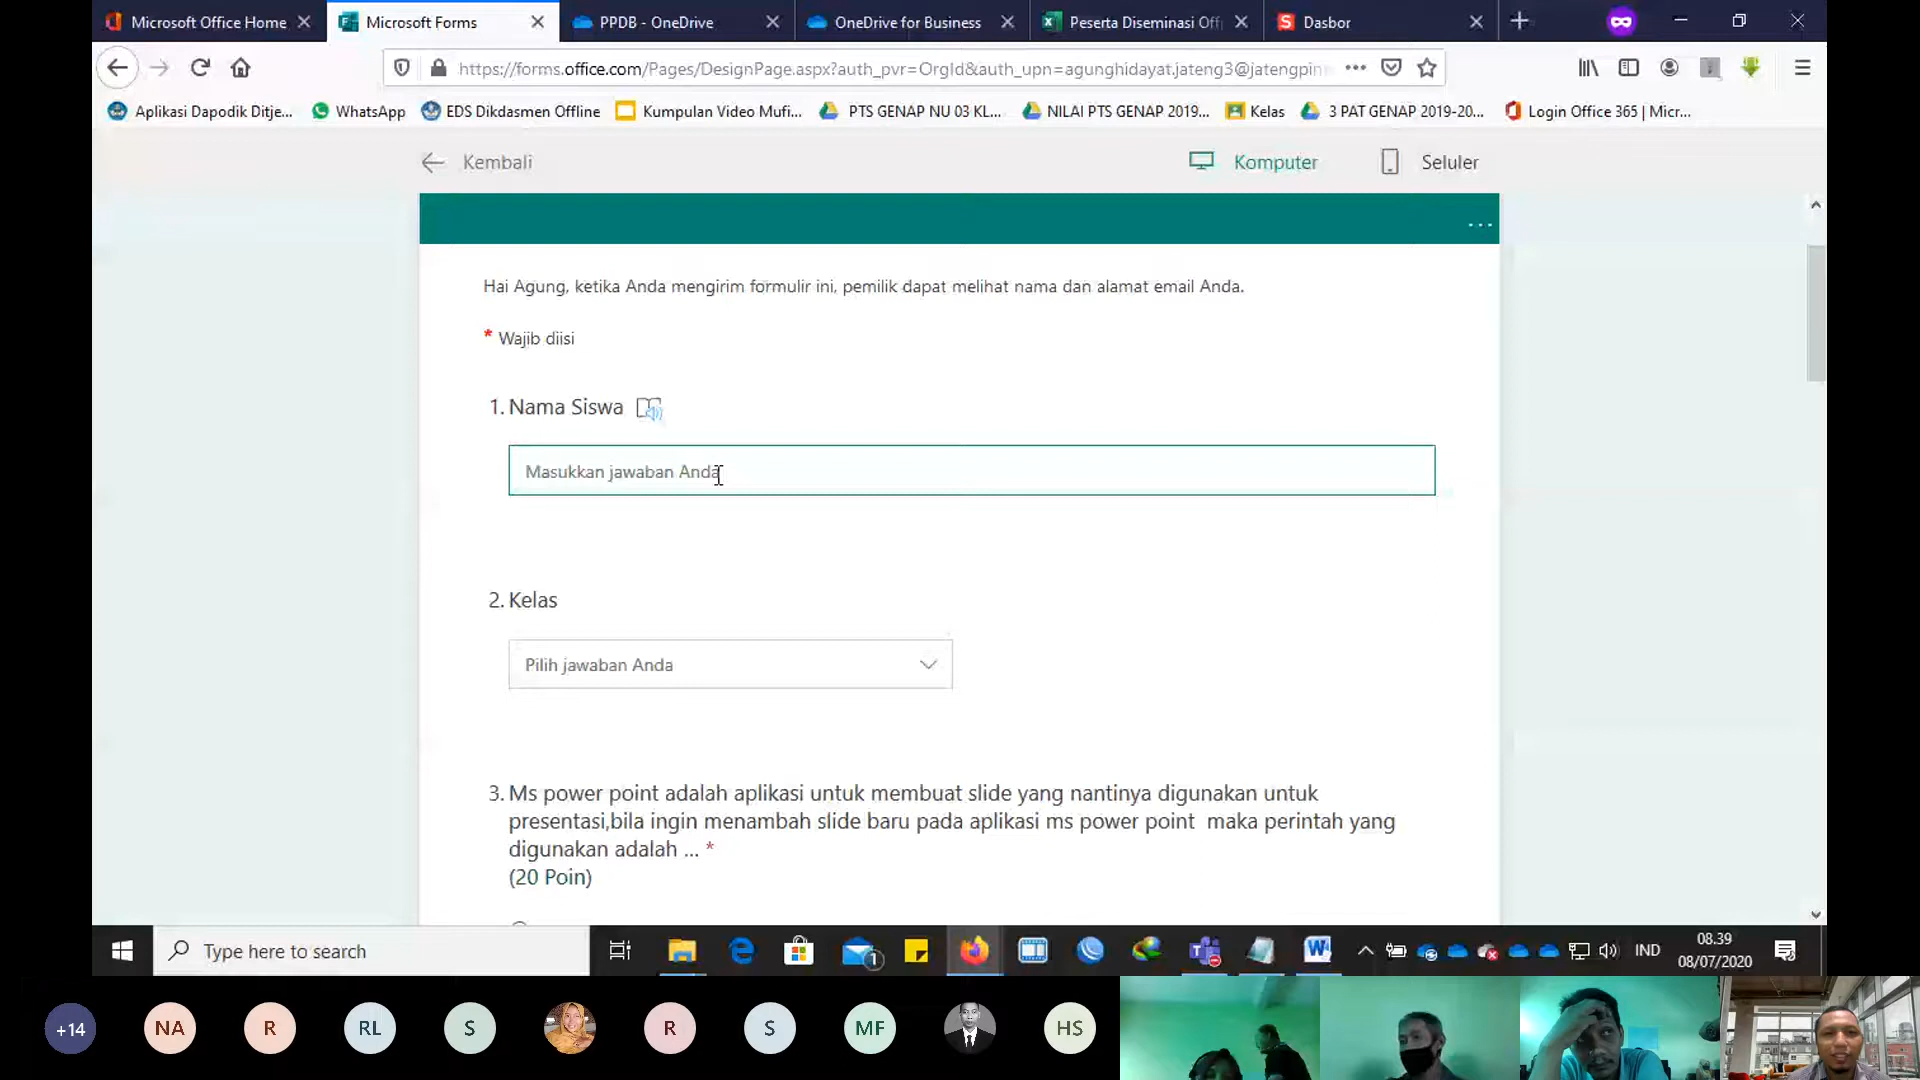 Microsoft Office Home
Microsoft Forms
PPDB - OneDrive
OneDrive for Business
Peserta Diseminasi Off
Dasbor
https://forms.office.com/Pages/DesignPage.aspx?auth_pvr=OrgId&auth_upn=agunghidayat.jateng3@jatengpin
Aplikasi Dapodik Ditje...
WhatsApp
EDS Dikdasmen Offline
Kumpulan Video Mufi...
PTS GENAP NU 03 KL...
NILAI PTS GENAP 2019...
Kelas
3 PAT GENAP 2019-20...
Login Office 365 | Micr...
Kembali
Komputer
Seluler
...
Hai Agung, ketika Anda mengirim formulir ini, pemilik dapat melihat nama dan alamat email Anda.
* Wajib diisi
1. Nama Siswa
Masukkan jawaban Anda
2. Kelas
Pilih jawaban Anda
3. Ms power point adalah aplikasi untuk membuat slide yang nantinya digunakan untuk
presentasi,bila ingin menambah slide baru pada aplikasi ms power point maka perintah yang
digunakan adalah ... *
(20 Poin)
Type here to search
1
IND
08.39
08/07/2020
+14
NA
R
RL
S
R
S
MF
HS